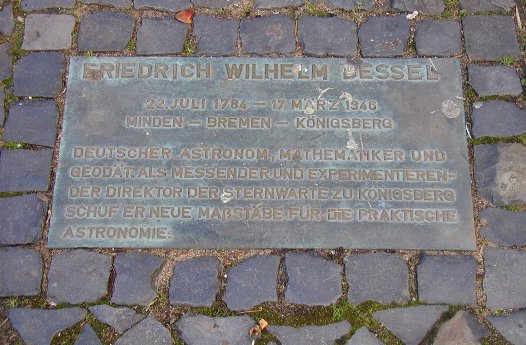 FRIEDRICH WILHELM BESSEL
22. JULI 1784 – 17. MÄRZ 1846
MINDEN – BREMEN – KÖNIGSBERG
DEUTSCHER ASTRONOM, MATHEMATIKER UND
GEODÄT. ALS MESSENDER UND EXPERIMENTIEREN-
DER DIREKTOR DER STERNWARTE ZU KÖNIGSBERG
SCHUF ER NEUE MAẞSTÄBE FÜR DIE PRAKTISCHE
ASTRONOMIE.